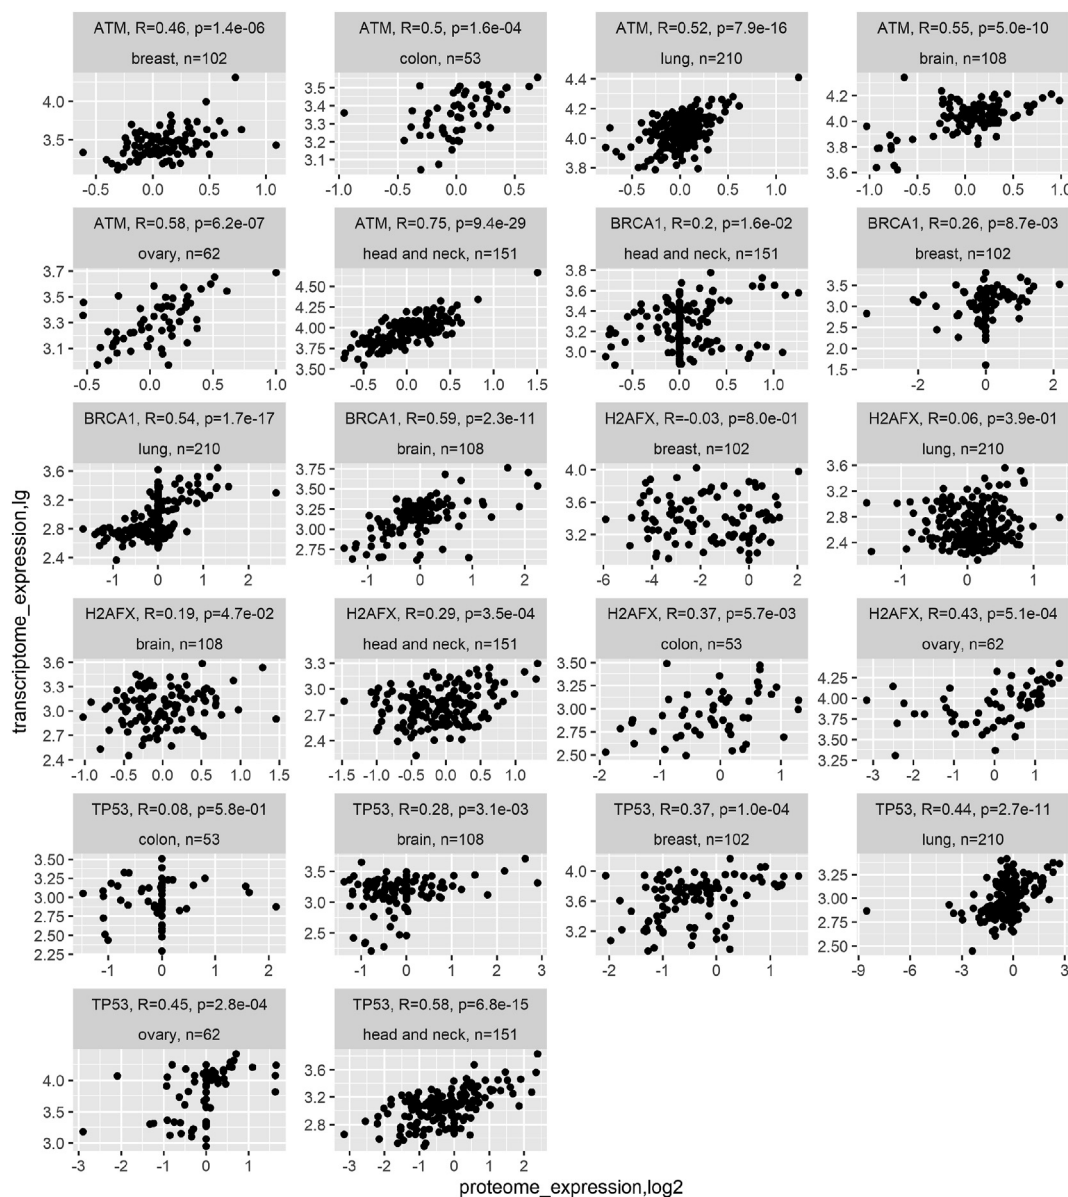 ATM, R=0.46, p=1.4e-06
breast, n=102
4.0
3.5
-0.5 0.0 0.5 1.0
ATM, R=0.5, p=1.6e-04
colon, n=53
3.5
3.4
3.3
3.2
3.1
-1.0 -0.5 0.0 0.5
ATM, R=0.52, p=7.9e-16
lung, n=210
4.4
4.2
4.0
3.8
-0.5 0.0 0.5 1.0
ATM, R=0.55, p=5.0e-10
brain, n=108
4.4
4.2
4.0
3.8
3.6
-1.0 -0.5 0.0 0.5 1.0
ATM, R=0.58, p=6.2e-07
ovary, n=62
3.7
3.5
3.3
3.1
-0.5 0.0 0.5 1.0
ATM, R=0.75, p=9.4e-29
head and neck, n=151
4.50
4.25
4.00
3.75
3.50
-0.5 0.0 0.5 1.0 1.5
BRCA1, R=0.2, p=1.6e-02
head and neck, n=151
3.8
3.6
3.4
3.2
3.0
-0.5 0.0 0.5 1.0
BRCA1, R=0.26, p=8.7e-03
breast, n=102
3.5
3.0
2.5
2.0
1.5
-2 0 2
BRCA1, R=0.54, p=1.7e-17
lung, n=210
3.6
3.2
2.8
2.4
-1 0 1 2
BRCA1, R=0.59, p=2.3e-11
brain, n=108
3.75
3.50
3.25
3.00
2.75
-1 0 1 2
H2AFX, R=-0.03, p=8.0e-01
breast, n=102
4.0
3.6
3.2
-6 -4 -2 0 2
H2AFX, R=0.06, p=3.9e-01
lung, n=210
3.6
3.2
2.8
2.4
-1 0 1
H2AFX, R=0.19, p=4.7e-02
brain, n=108
3.6
3.3
3.0
2.7
2.4
-1.0 -0.5 0.0 0.5 1.0 1.5
H2AFX, R=0.29, p=3.5e-04
head and neck, n=151
3.3
3.0
2.7
2.4
-1.5 -1.0 -0.5 0.0 0.5 1.0
H2AFX, R=0.37, p=5.7e-03
colon, n=53
3.50
3.25
3.00
2.75
2.50
-2 -1 0 1
H2AFX, R=0.43, p=5.1e-04
ovary, n=62
4.25
4.00
3.75
3.50
3.25
-3 -2 -1 0 1
TP53, R=0.08, p=5.8e-01
colon, n=53
3.50
3.25
3.00
2.75
2.50
2.25
-1 0 1 2
TP53, R=0.28, p=3.1e-03
brain, n=108
3.5
3.0
2.5
-1 0 1 2 3
TP53, R=0.37, p=1.0e-04
breast, n=102
4.0
3.6
3.2
-2 -1 0 1
TP53, R=0.44, p=2.7e-11
lung, n=210
3.50
3.25
3.00
2.75
2.50
-9 -6 -3 0 3
TP53, R=0.45, p=2.8e-04
ovary, n=62
4.0
3.5
3.0
-3 -2 -1 0 1
TP53, R=0.58, p=6.8e-15
head and neck, n=151
3.6
3.2
2.8
-3 -2 -1 0 1 2
transcriptome_expression,lg
proteome_expression,log2